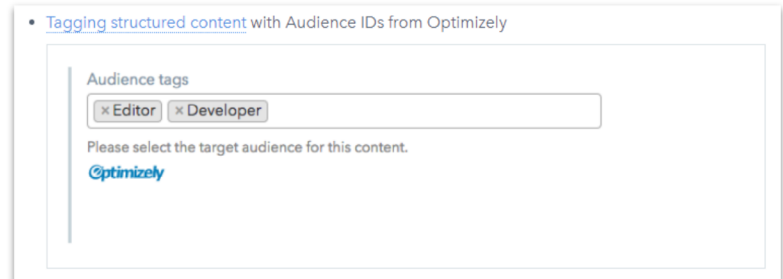 • Tagging structured content with Audience IDs from Optimizely
Audience tags
× Editor × Developer
Please select the target audience for this content.
Optimizely